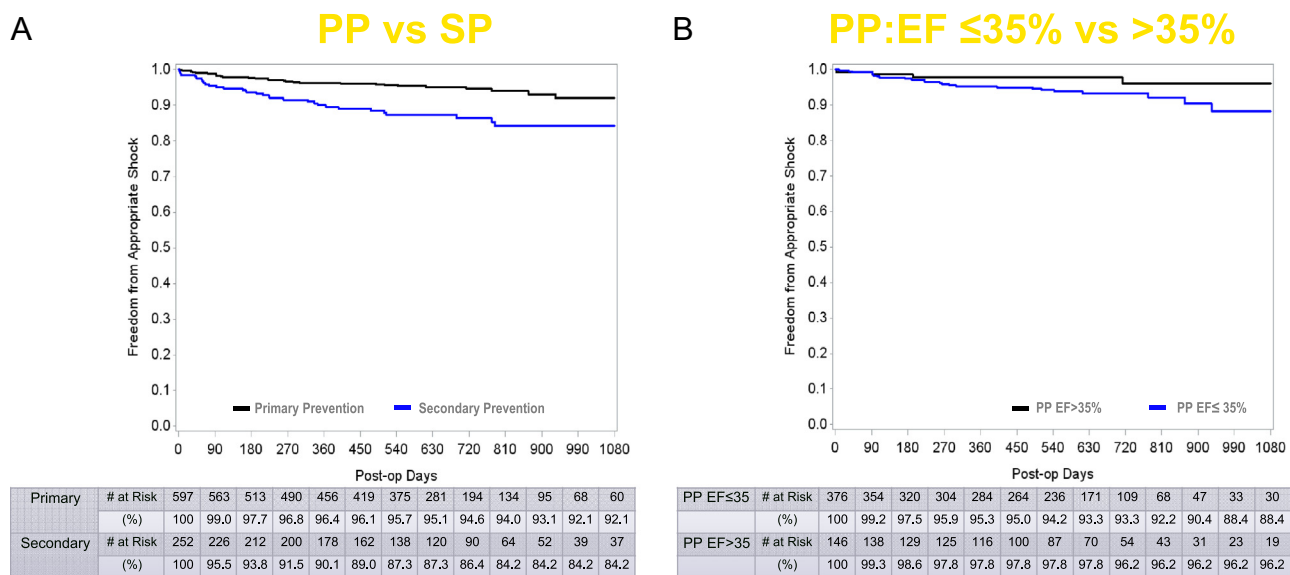 A
PP vs SP
Freedom from Appropriate Shock
1.0
0.9
0.8
0.7
0.6
0.5
0.4
0.3
0.2
0.1
0.0
Primary Prevention
Secondary Prevention
0 90 180 270 360 450 540 630 720 810 900 990 1080
Post-op Days
Primary # at Risk 597 563 513 490 456 419 375 281 194 134 95 68 60
(%) 100 99.0 97.7 96.8 96.4 96.1 95.7 95.1 94.6 94.0 93.1 92.1 92.1
Secondary # at Risk 252 226 212 200 178 162 138 120 90 64 52 39 37
(%) 100 95.5 93.8 91.5 90.1 89.0 87.3 87.3 86.4 84.2 84.2 84.2 84.2
B
PP:EF ≤35% vs >35%
Freedom from Appropriate Shock
1.0
0.9
0.8
0.7
0.6
0.5
0.4
0.3
0.2
0.1
0.0
PP EF>35%
PP EF≤ 35%
0 90 180 270 360 450 540 630 720 810 900 990 1080
Post-op Days
PP EF≤35 # at Risk 376 354 320 304 284 264 236 171 109 68 47 33 30
(%) 100 99.2 97.5 95.9 95.3 95.0 94.2 93.3 93.3 92.2 90.4 88.4 88.4
PP EF>35 # at Risk 146 138 129 125 116 100 87 70 54 43 31 23 19
(%) 100 99.3 98.6 97.8 97.8 97.8 97.8 97.8 96.2 96.2 96.2 96.2 96.2